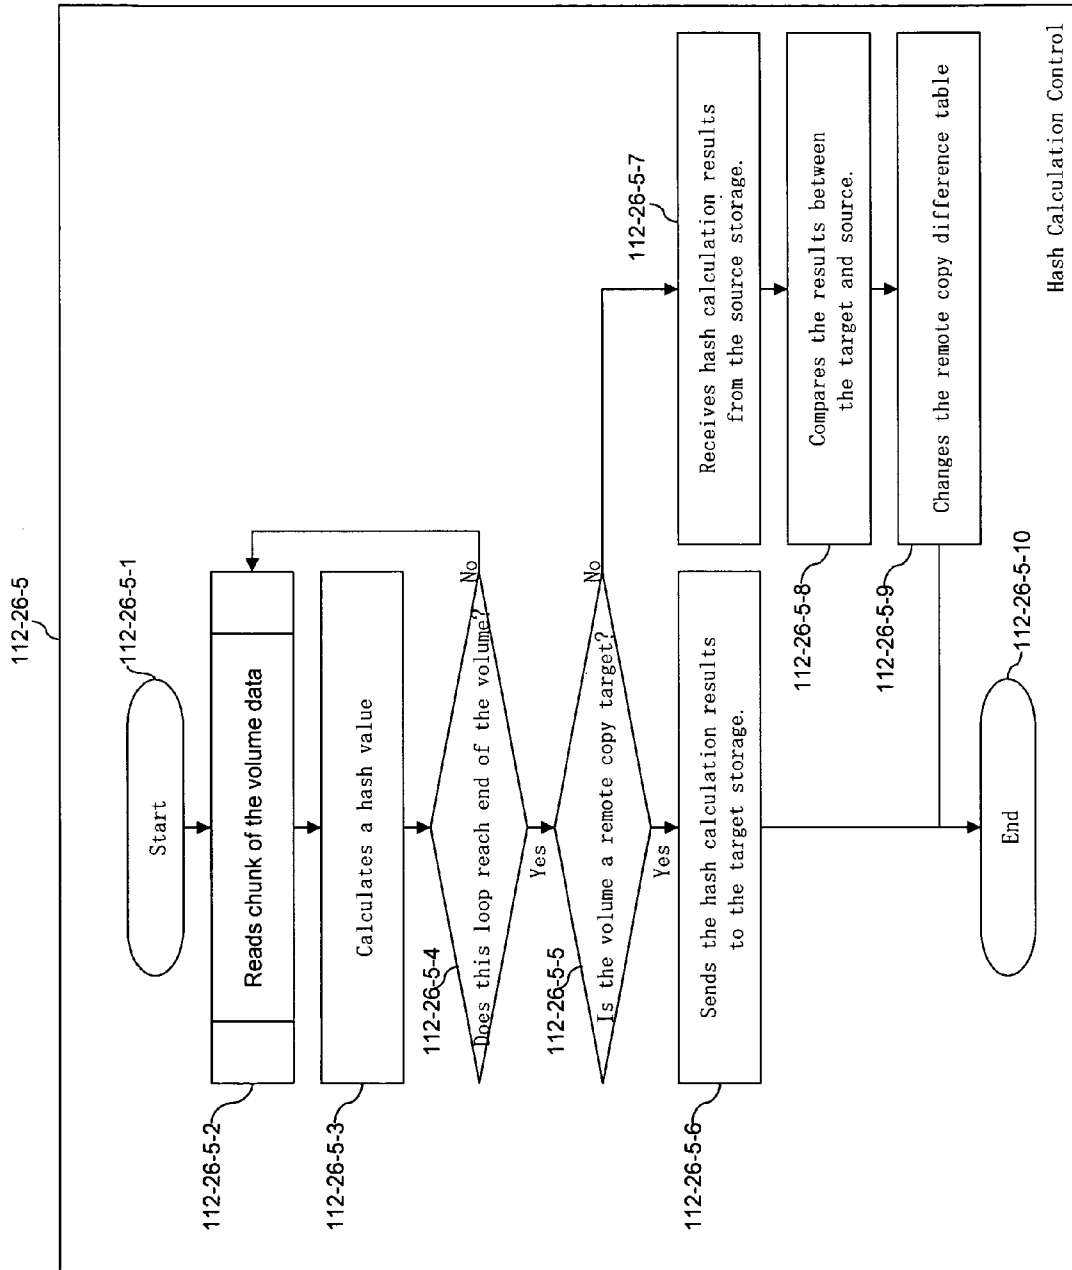 112-26-5
112-26-5-1
Start
112-26-5-2
Reads chunk of the volume data
112-26-5-3
Calculates a hash value
112-26-5-4
Does this loop reach end of the volume?
No
Yes
112-26-5-5
Is the volume a remote copy target?
No
Yes
112-26-5-6
Sends the hash calculation results
to the target storage.
112-26-5-7
Receives hash calculation results
from the source storage.
112-26-5-8
Compares the results between
the target and source.
112-26-5-9
Changes the remote copy difference table
112-26-5-10
End
Hash Calculation Control